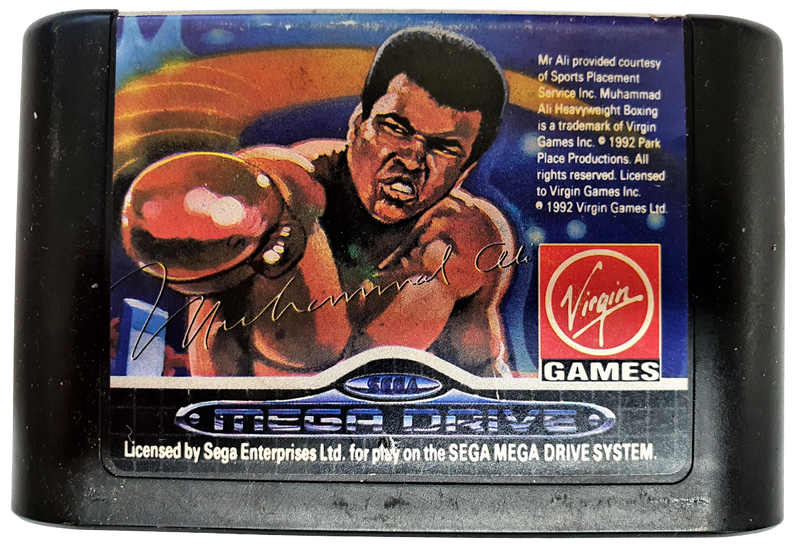 Mr Ali provided courtesy
of Sports Placement
Service Inc. Muhammad
Ali Heavyweight Boxing
is a trademark of Virgin
Games Inc. © 1992 Park
Place Productions. All
rights reserved. Licensed
to Virgin Games Inc.
© 1992 Virgin Games Ltd.
Muhammad Ali
Virgin
GAMES
SEGA
MEGA DRIVE
Licensed by Sega Enterprises Ltd. for play on the SEGA MEGA DRIVE SYSTEM.